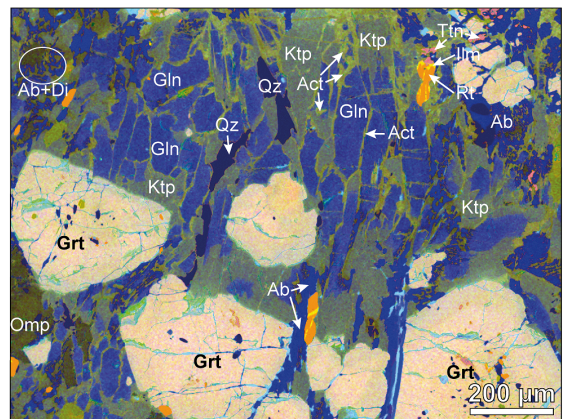 Ttn
Ktp
Ilm
Ktp
Act
Gln
Qz
Rt
Ab+Di
Gln
Ab
Qz
Act
Gln
Ktp
Ktp
Grt
Ab
Omp
Grt
Grt
200 µm